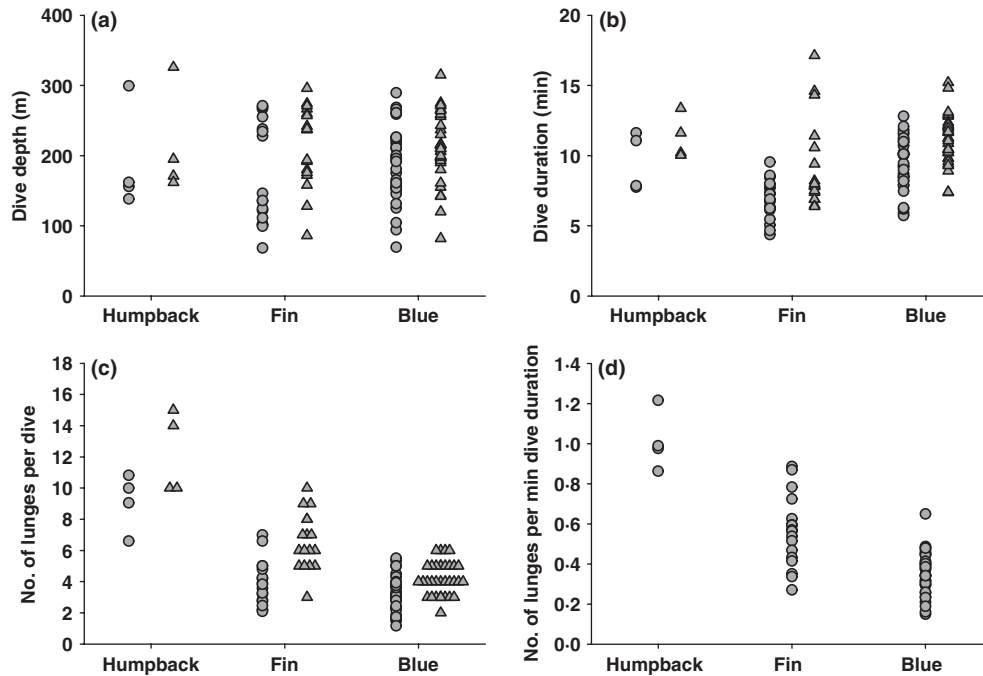 (a)
400
300
200
100
0
Dive depth (m)
Humpback Fin Blue
(b)
20
15
10
5
0
Dive duration (min)
Humpback Fin Blue
(c)
18
16
14
12
10
8
6
4
2
0
No. of lunges per dive
Humpback Fin Blue
(d)
1·4
1·2
1·0
0·8
0·6
0·4
0·2
0·0
No. of lunges per min dive duration
Humpback Fin Blue